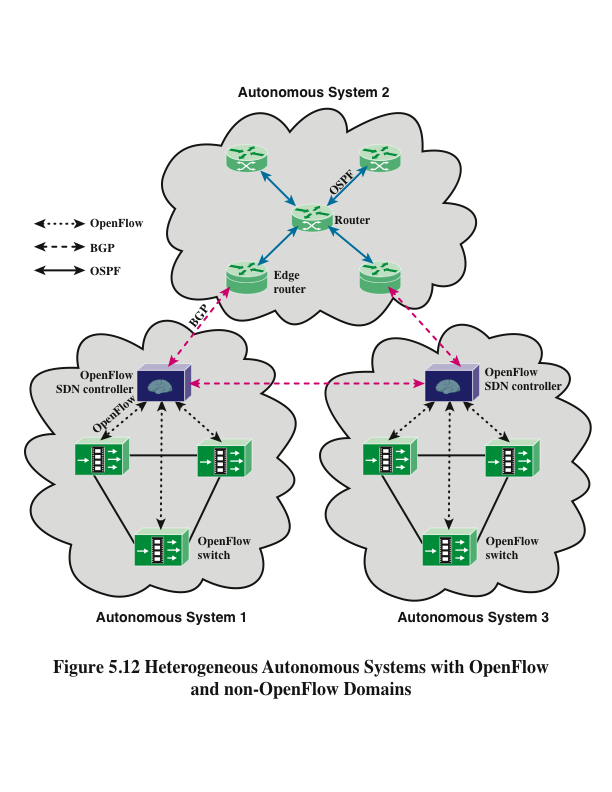 Autonomous System 2
OSPF
Router
OpenFlow
BGP
OSPF
Edge
router
BGP
OpenFlow
SDN controller
OpenFlow
OpenFlow
SDN controller
OpenFlow
switch
OpenFlow
switch
Autonomous System 1
Autonomous System 3
Figure 5.12 Heterogeneous Autonomous Systems with OpenFlow
and non-OpenFlow Domains